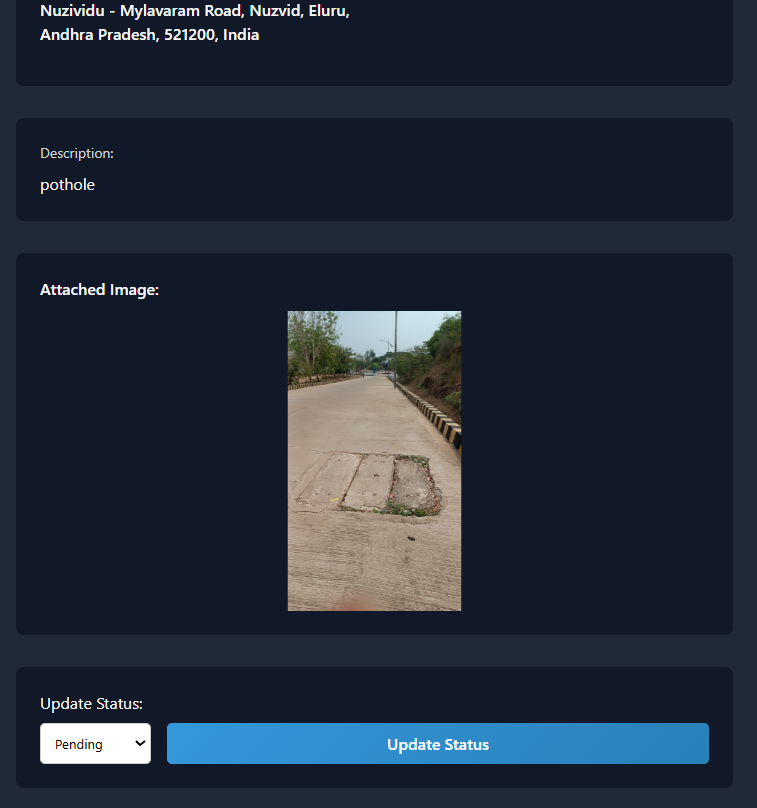 Nuzividu - Mylavaram Road, Nuzvid, Eluru,
Andhra Pradesh, 521200, India
Description:
pothole
Attached Image:
Update Status:
Pending
Update Status